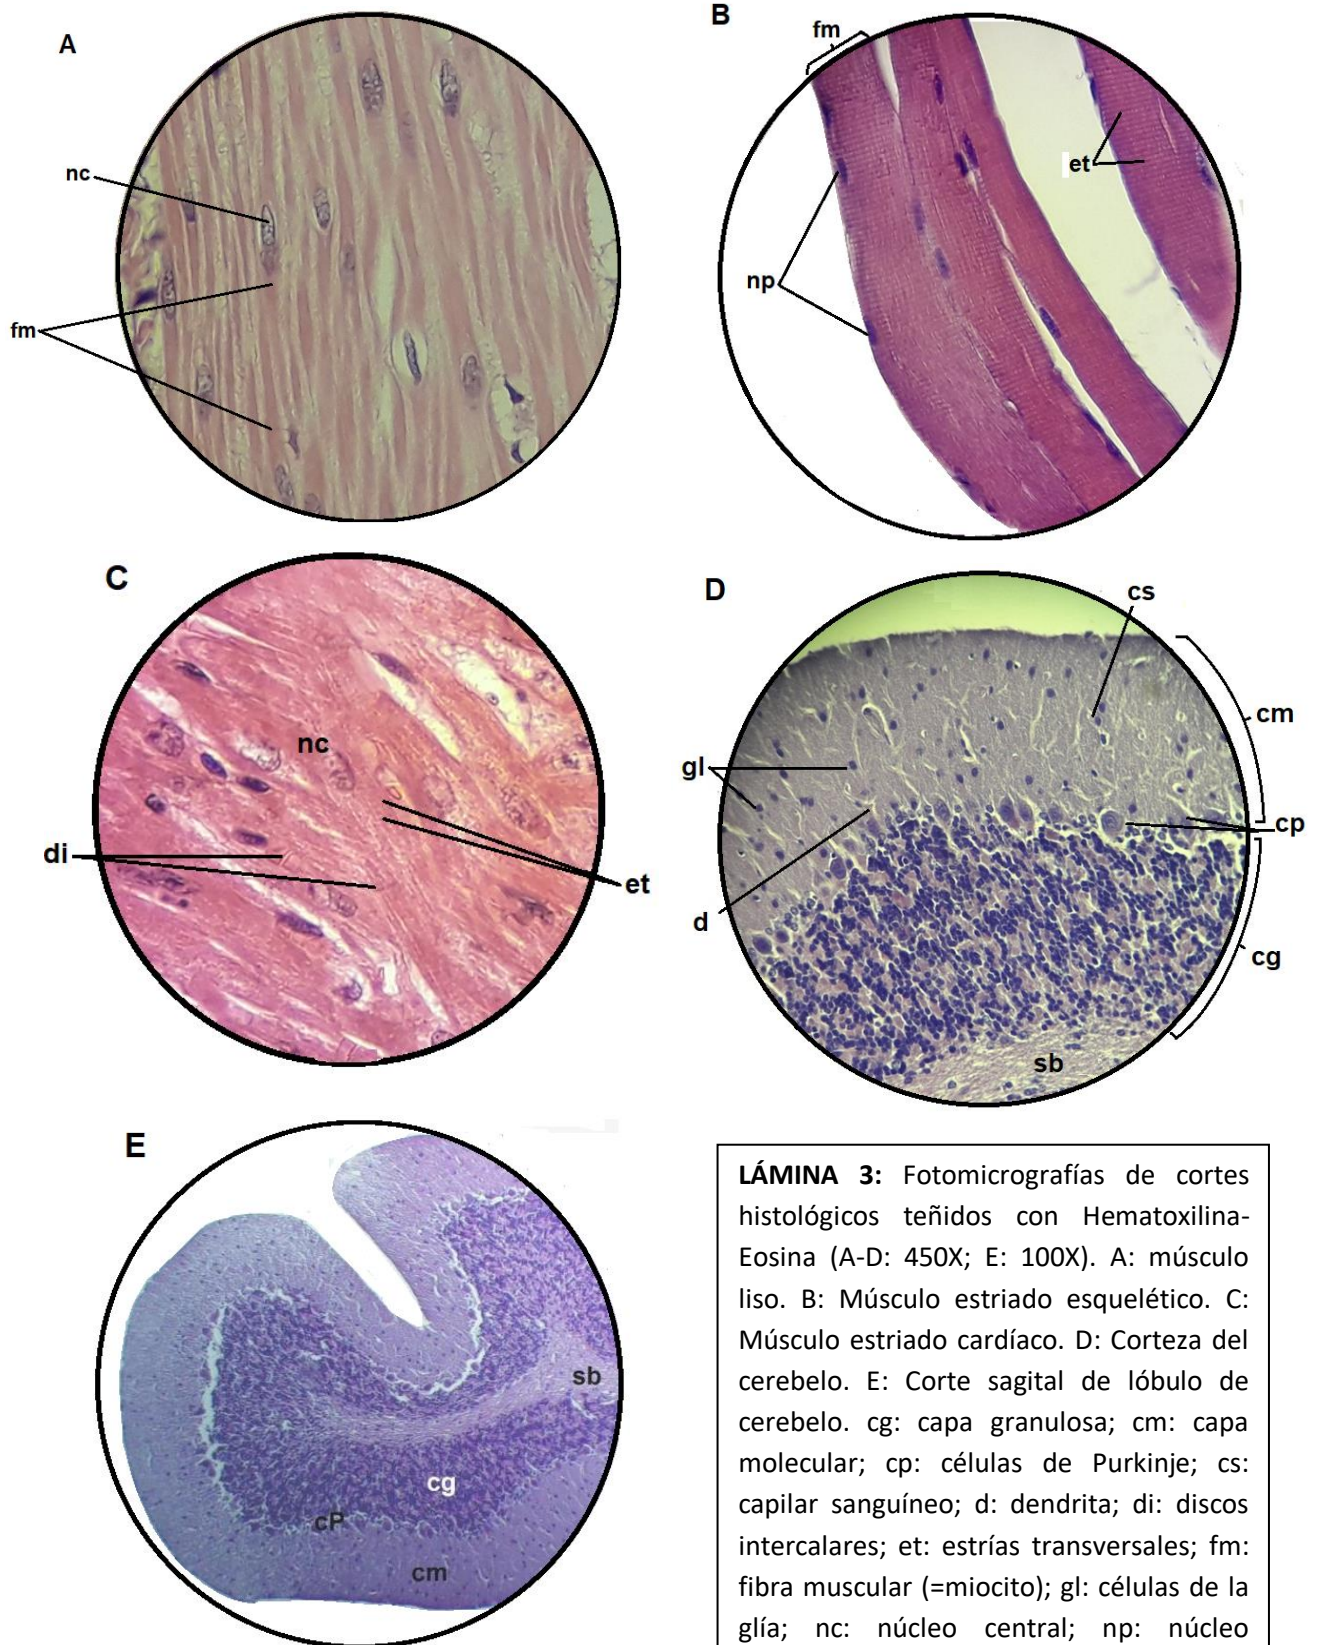 A
nc
fm
B
fm
et
np
C
nc
di
et
D
cs
cm
gl
cp
d
cg
sb
E
sb
cg
cP
cm
LÁMINA 3: Fotomicrografías de cortes
histológicos teñidos con Hematoxilina-
Eosina (A-D: 450X; E: 100X). A: músculo
liso. B: Músculo estriado esquelético. C:
Músculo estriado cardíaco. D: Corteza del
cerebelo. E: Corte sagital de lóbulo de
cerebelo. cg: capa granulosa; cm: capa
molecular; cp: células de Purkinje; cs:
capilar sanguíneo; d: dendrita; di: discos
intercalares; et: estrías transversales; fm:
fibra muscular (=miocito); gl: células de la
glía; nc: núcleo central; np: núcleo